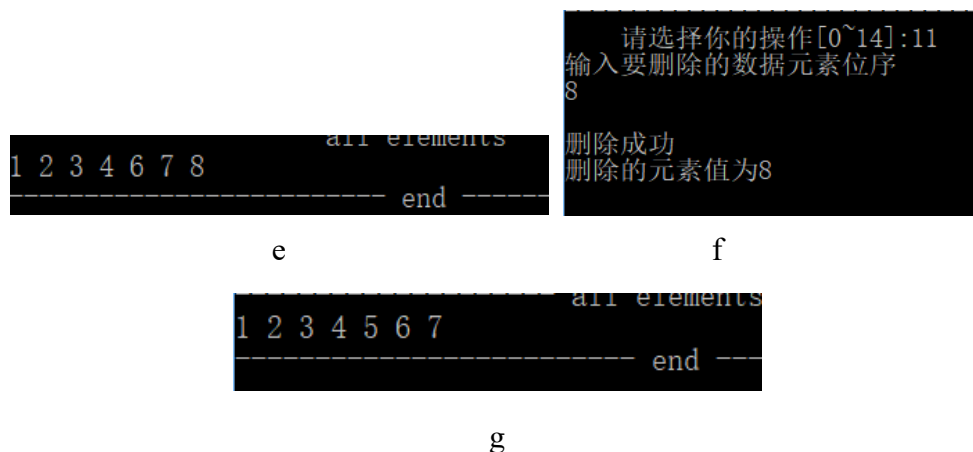 all elements
1 2 3 4 6 7 8
------------------------- end ------
e
请选择你的操作[0~14]:11
输入要删除的数据元素位序
8
删除成功
删除的元素值为8
f
all elements
1 2 3 4 5 6 7
------------------------- end ---
g